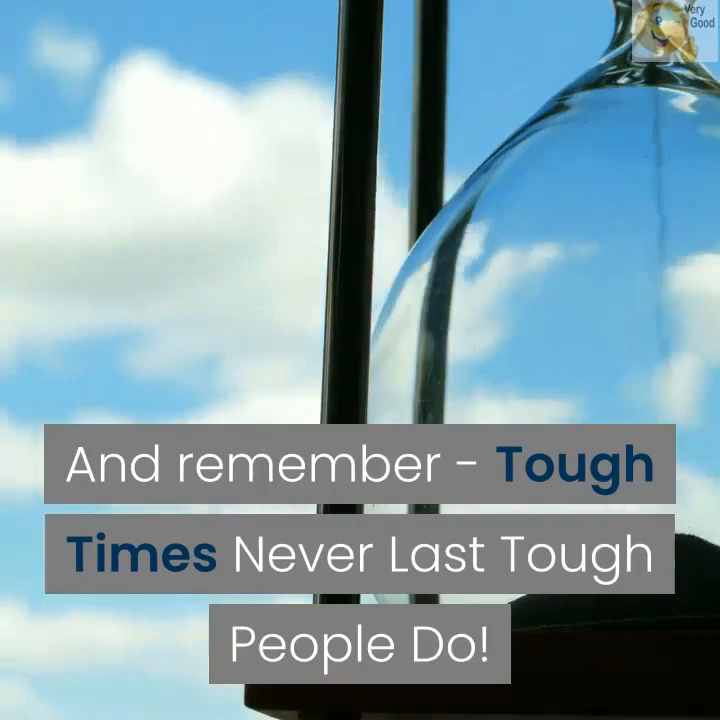 Very
Good
And remember - Tough
Times Never Last Tough
People Do!